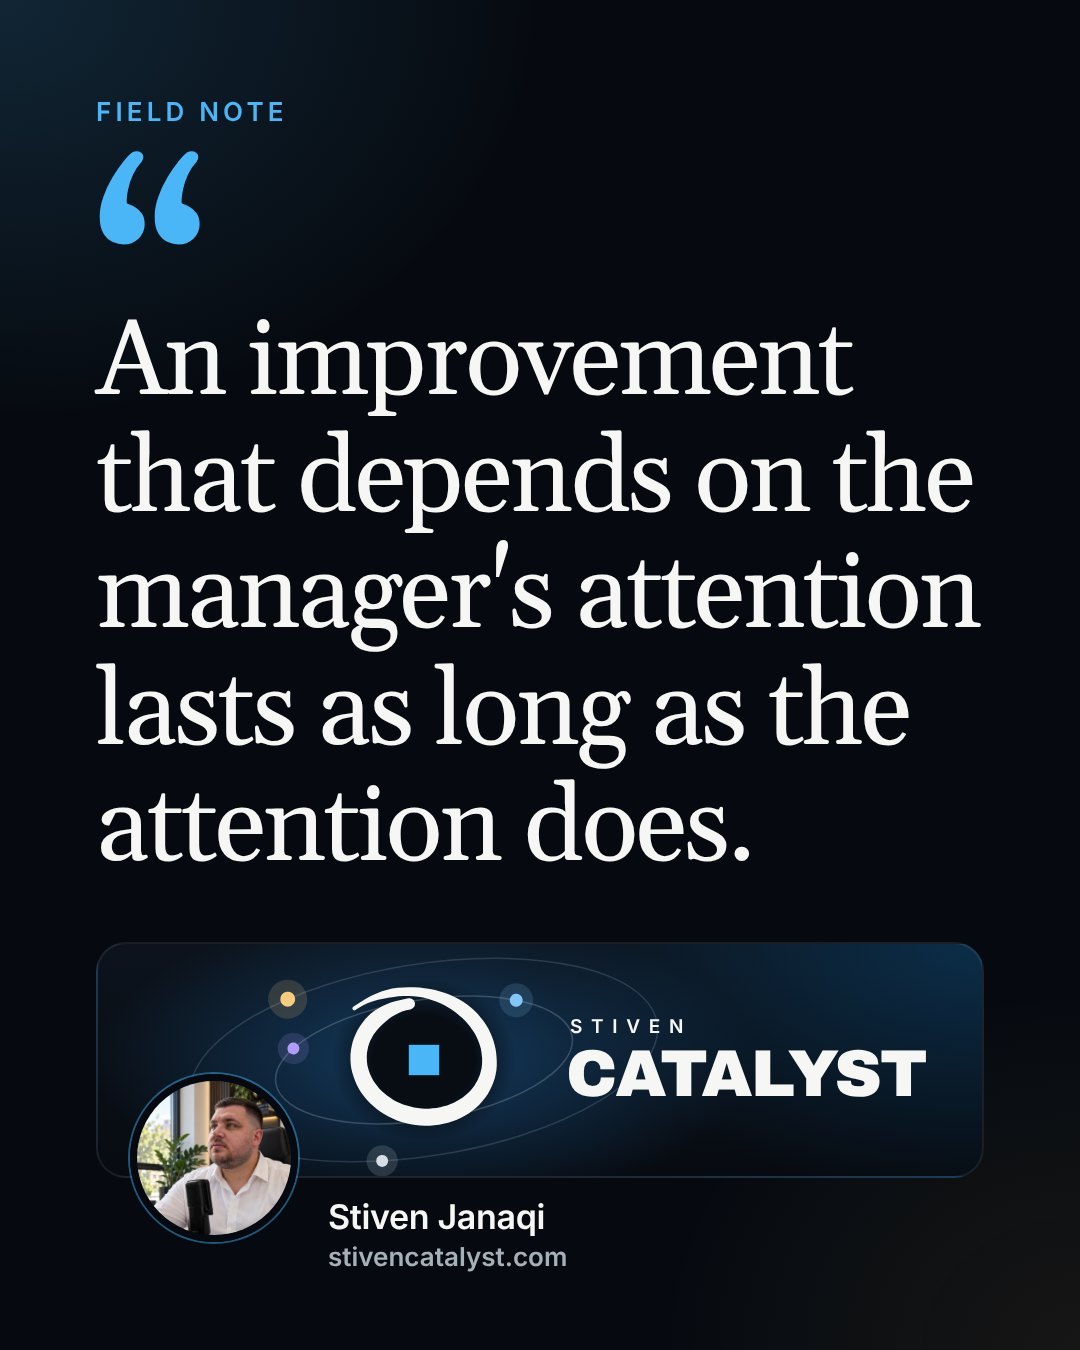 FIELD NOTE
“
An improvement
that depends on the
manager's attention
lasts as long as the
attention does.
STIVEN
CATALYST
Stiven Janaqi
stivencatalyst.com